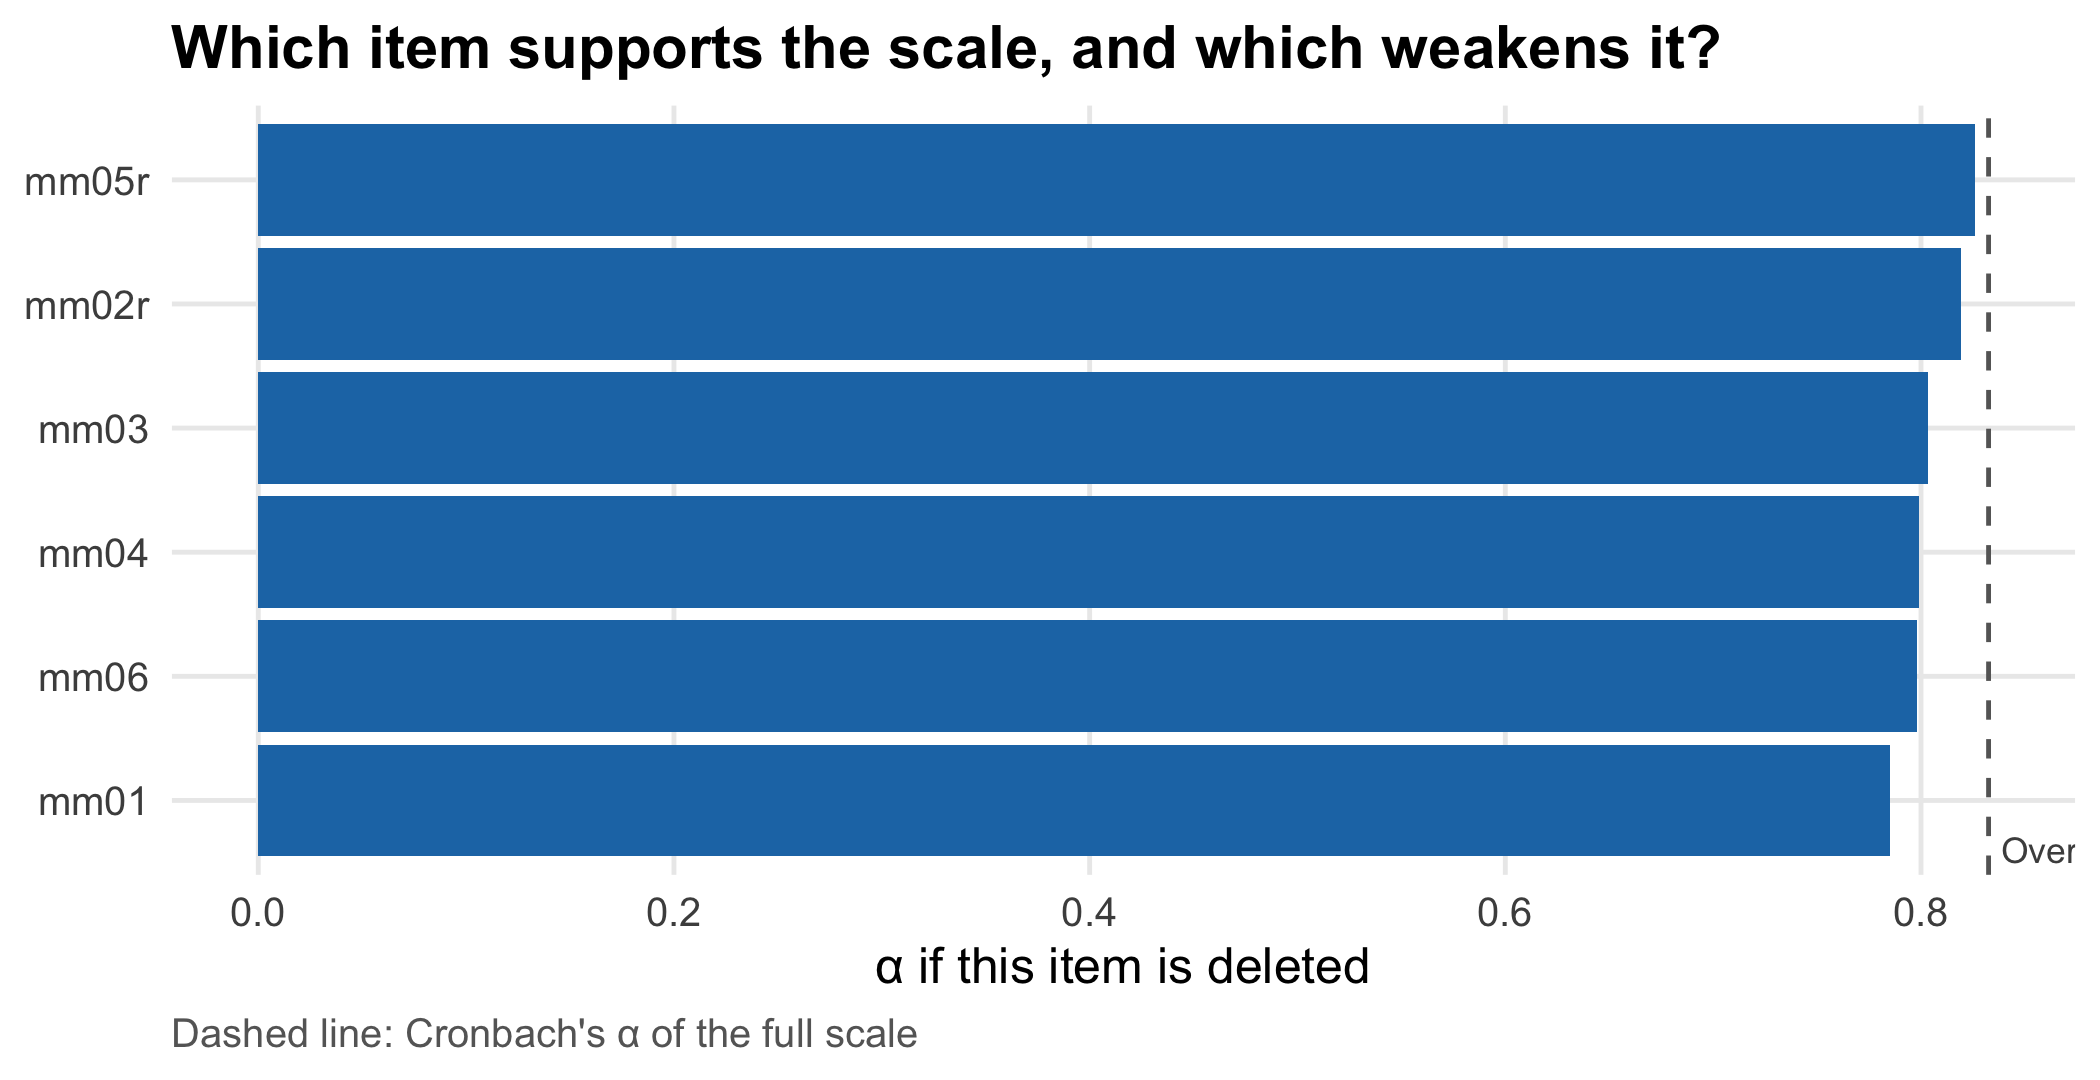 Which item supports the scale, and which weakens it?
mm05r
mm02r
mm03
mm04
mm06
mm01
Over
0.0 0.2 0.4 0.6 0.8
α if this item is deleted
Dashed line: Cronbach's α of the full scale